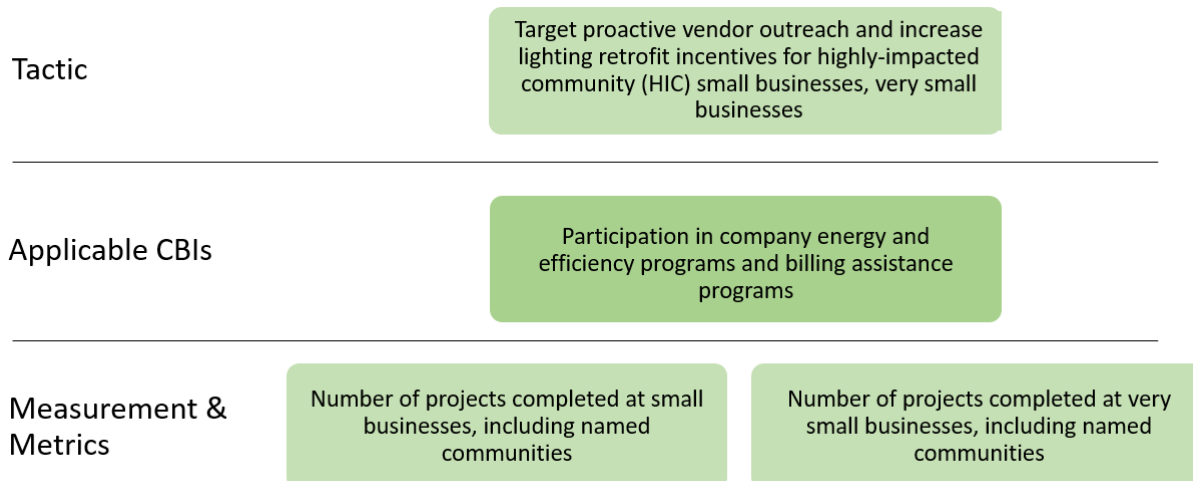 Tactic
Target proactive vendor outreach and increase
lighting retrofit incentives for highly-impacted
community (HIC) small businesses, very small
businesses
Applicable CBIs
Participation in company energy and
efficiency programs and billing assistance
programs
Measurement &
Metrics
Number of projects completed at small
businesses, including named
communities
Number of projects completed at very
small businesses, including named
communities